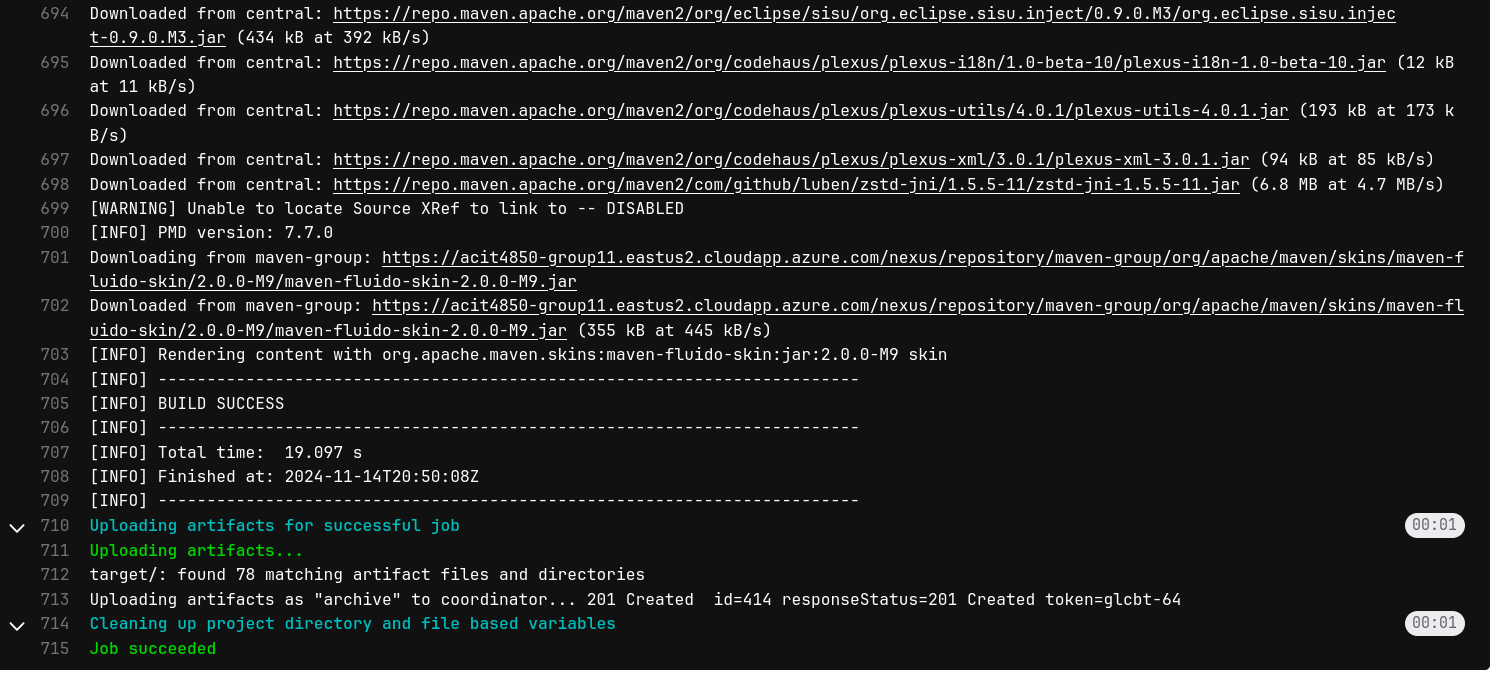 694 Downloaded from central: https://repo.maven.apache.org/maven2/org/eclipse/sisu/org.eclipse.sisu.inject/0.9.0.M3/org.eclipse.sisu.injec
t-0.9.0.M3.jar (434 kB at 392 kB/s)
695 Downloaded from central: https://repo.maven.apache.org/maven2/org/codehaus/plexus/plexus-i18n/1.0-beta-10/plexus-i18n-1.0-beta-10.jar (12 kB
at 11 kB/s)
696 Downloaded from central: https://repo.maven.apache.org/maven2/org/codehaus/plexus/plexus-utils/4.0.1/plexus-utils-4.0.1.jar (193 kB at 173 k
B/s)
697 Downloaded from central: https://repo.maven.apache.org/maven2/org/codehaus/plexus/plexus-xml/3.0.1/plexus-xml-3.0.1.jar (94 kB at 85 kB/s)
698 Downloaded from central: https://repo.maven.apache.org/maven2/com/github/luben/zstd-jni/1.5.5-11/zstd-jni-1.5.5-11.jar (6.8 MB at 4.7 MB/s)
699 [WARNING] Unable to locate Source XRef to link to -- DISABLED
700 [INFO] PMD version: 7.7.0
701 Downloading from maven-group: https://acit4850-group11.eastus2.cloudapp.azure.com/nexus/repository/maven-group/org/apache/maven/skins/maven-f
luido-skin/2.0.0-M9/maven-fluido-skin-2.0.0-M9.jar
702 Downloaded from maven-group: https://acit4850-group11.eastus2.cloudapp.azure.com/nexus/repository/maven-group/org/apache/maven/skins/maven-fl
uido-skin/2.0.0-M9/maven-fluido-skin-2.0.0-M9.jar (355 kB at 445 kB/s)
703 [INFO] Rendering content with org.apache.maven.skins:maven-fluido-skin:jar:2.0.0-M9 skin
704 [INFO] ------------------------------------------------------------------------
705 [INFO] BUILD SUCCESS
706 [INFO] ------------------------------------------------------------------------
707 [INFO] Total time:  19.097 s
708 [INFO] Finished at: 2024-11-14T20:50:08Z
709 [INFO] ------------------------------------------------------------------------
710 Uploading artifacts for successful job 00:01
711 Uploading artifacts...
712 target/: found 78 matching artifact files and directories
713 Uploading artifacts as "archive" to coordinator... 201 Created  id=414 responseStatus=201 Created token=glcbt-64
714 Cleaning up project directory and file based variables 00:01
715 Job succeeded